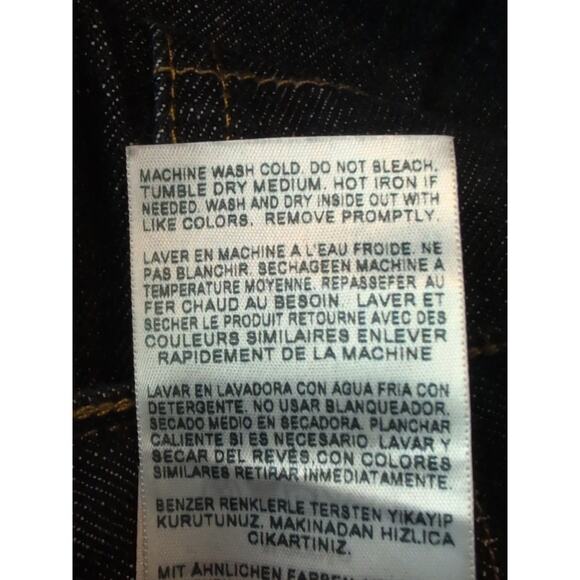 MACHINE WASH COLD. DO NOT BLEACH.
TUMBLE DRY MEDIUM. HOT IRON IF
NEEDED. WASH AND DRY INSIDE OUT WITH
LIKE COLORS. REMOVE PROMPTLY.
LAVER EN MACHINE A L'EAU FROIDE. NE
PAS BLANCHIR. SECHAGEEN MACHINE A
TEMPERATURE MOYENNE. REPASSEFER AU
FER CHAUD AU BESOIN. LAVER ET
SECHER LE PRODUIT RETOURNE AVEC DES
COULEURS SIMILAIRES ENLEVER
RAPIDEMENT DE LA MACHINE
LAVAR EN LAVADORA CON AGUA FRIA CON
DETERGENTE. NO USAR BLANQUEADOR.
SECADO MEDIO EN SECADORA. PLANCHAR
CALIENTE SI ES NECESARIO. LAVAR Y
SECAR DEL REVÉS CON COLORES
SIMILARES RETIRAR INMEDIATAMENTE.
BENZER RENKLERLE TERSTEN YIKAYIP
KURUTUNUZ. MAKINADAN HIZLICA
CIKARTINIZ.
MIT AHNLICHEN FARBEN